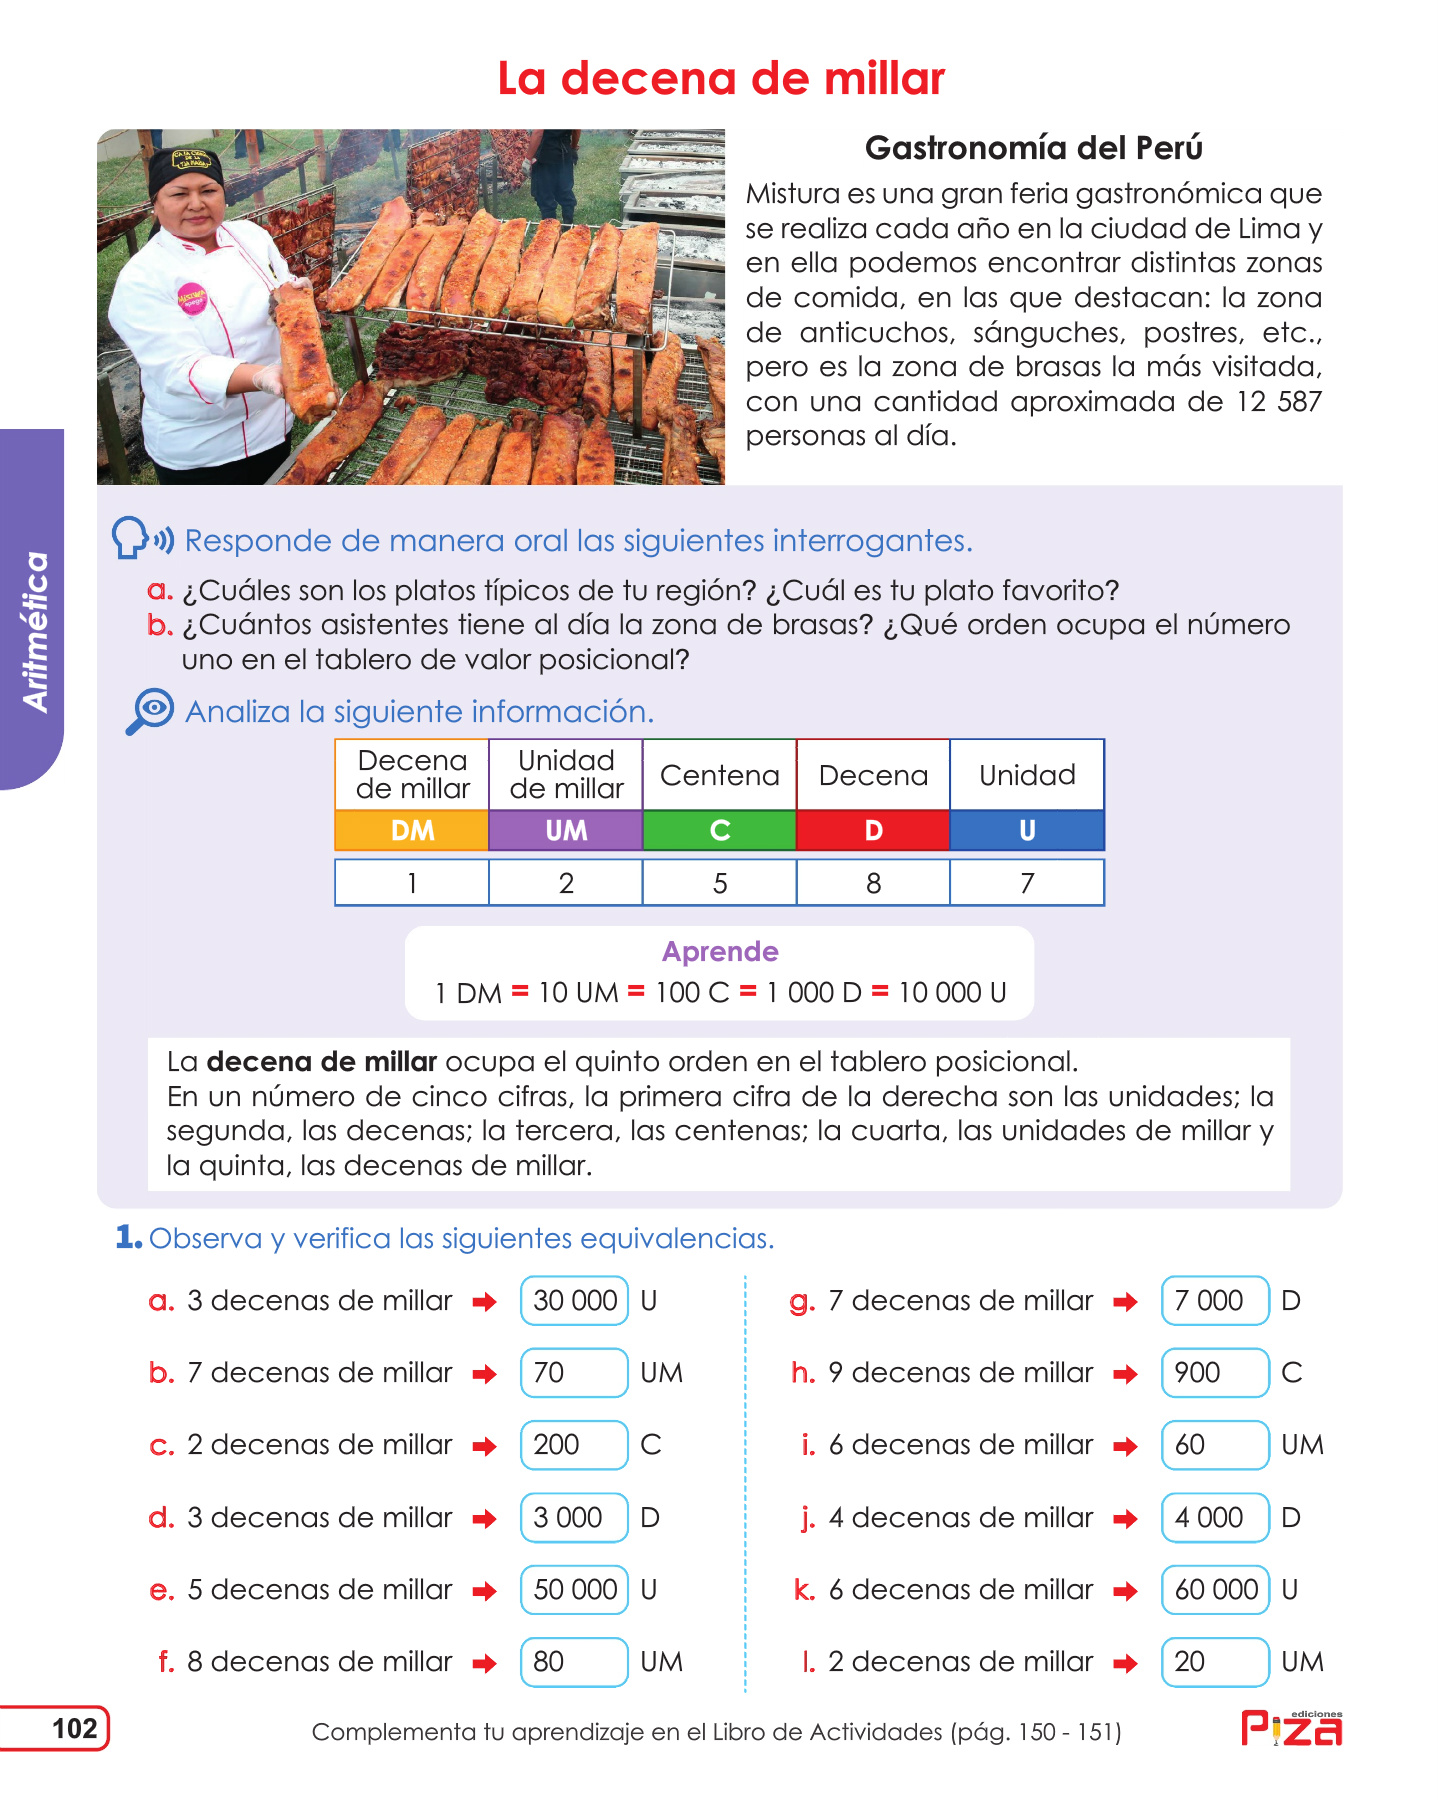 La decena de millar
Gastronomía del Perú
Mistura es una gran feria gastronómica que
se realiza cada año en la ciudad de Lima y
en ella podemos encontrar distintas zonas
de comida, en las que destacan: la zona
de anticuchos, sánguches, postres, etc.,
pero es la zona de brasas la más visitada,
con una cantidad aproximada de 12 587
personas al día.
Aritmética
Responde de manera oral las siguientes interrogantes.
a. ¿Cuáles son los platos típicos de tu región? ¿Cuál es tu plato favorito?
b. ¿Cuántos asistentes tiene al día la zona de brasas? ¿Qué orden ocupa el número
uno en el tablero de valor posicional?
Analiza la siguiente información.
Decena de millar Unidad de millar Centena Decena Unidad
DM UM C D U
1 2 5 8 7
Aprende
1 DM = 10 UM = 100 C = 1 000 D = 10 000 U
La decena de millar ocupa el quinto orden en el tablero posicional.
En un número de cinco cifras, la primera cifra de la derecha son las unidades; la
segunda, las decenas; la tercera, las centenas; la cuarta, las unidades de millar y
la quinta, las decenas de millar.
1. Observa y verifica las siguientes equivalencias.
a. 3 decenas de millar 30 000 U
b. 7 decenas de millar 70 UM
c. 2 decenas de millar 200 C
d. 3 decenas de millar 3 000 D
e. 5 decenas de millar 50 000 U
f. 8 decenas de millar 80 UM
g. 7 decenas de millar 7 000 D
h. 9 decenas de millar 900 C
i. 6 decenas de millar 60 UM
j. 4 decenas de millar 4 000 D
k. 6 decenas de millar 60 000 U
l. 2 decenas de millar 20 UM
102
Complementa tu aprendizaje en el Libro de Actividades (pág. 150 - 151)
ediciones
Piza